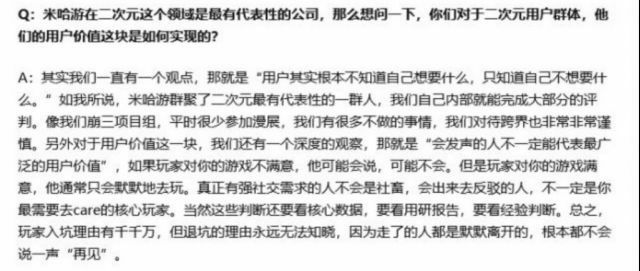 Q：米哈游在二次元这个领域是最有代表性的公司，那么想问一下，你们对于二次元用户群体，他
们的用户价值这块是如何实现的？
A：其实我们一直有一个观点，那就是“用户其实根本不知道自己想要什么，只知道自己不想要什
么。”如我所说，米哈游群聚了二次元最有代表性的一群人，我们自己内部就能完成大部分的评
判。像我们崩三项目组，平时很少参加漫展，我们有很多不做的事情，我们对待跨界也非常非常谨
慎。另外对于用户价值这一块，我们还有一个深度的观察，那就是“会发声的人不一定能代表最广
泛的用户价值”，如果玩家对你的游戏不满意，他可能会说，可能不会。但是玩家对你的游戏满
意，他通常只会默默地去玩。真正有强社交需求的人不会是社畜，会出来去反驳的人，不一定是你
最需要去care的核心玩家。当然这些判断还要看核心数据，要看用研报告，要看经验判断。总之，
玩家入坑理由有千千万，但退坑的理由永远无法知晓，因为走了的人都是默默离开的，根本都不会
说一声“再见”。